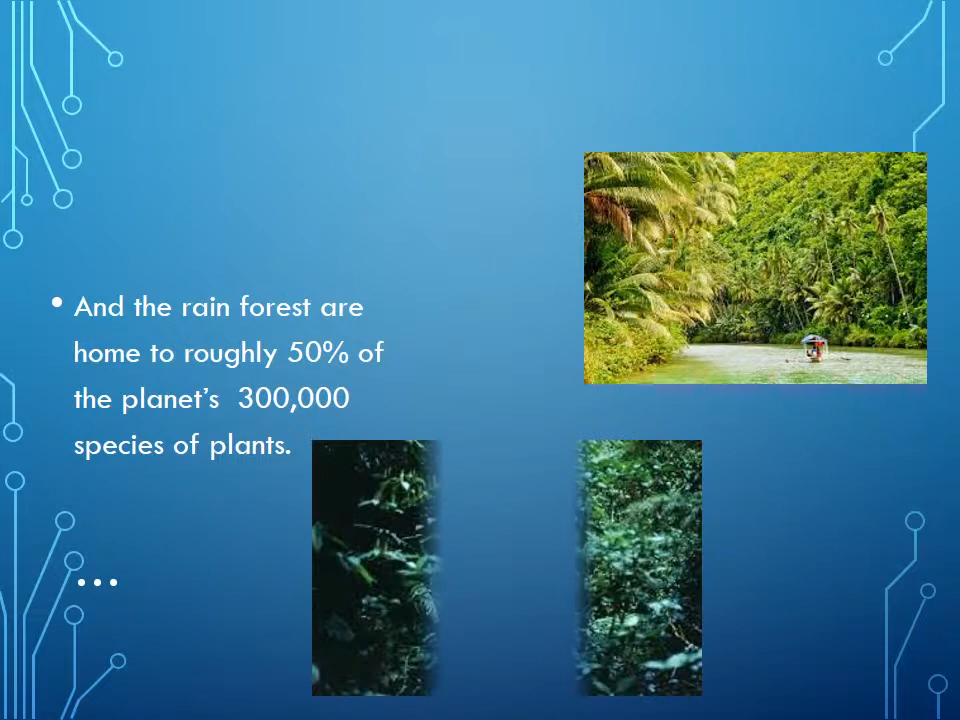 • And the rain forest are
home to roughly 50% of
the planet’s  300,000
species of plants.
...